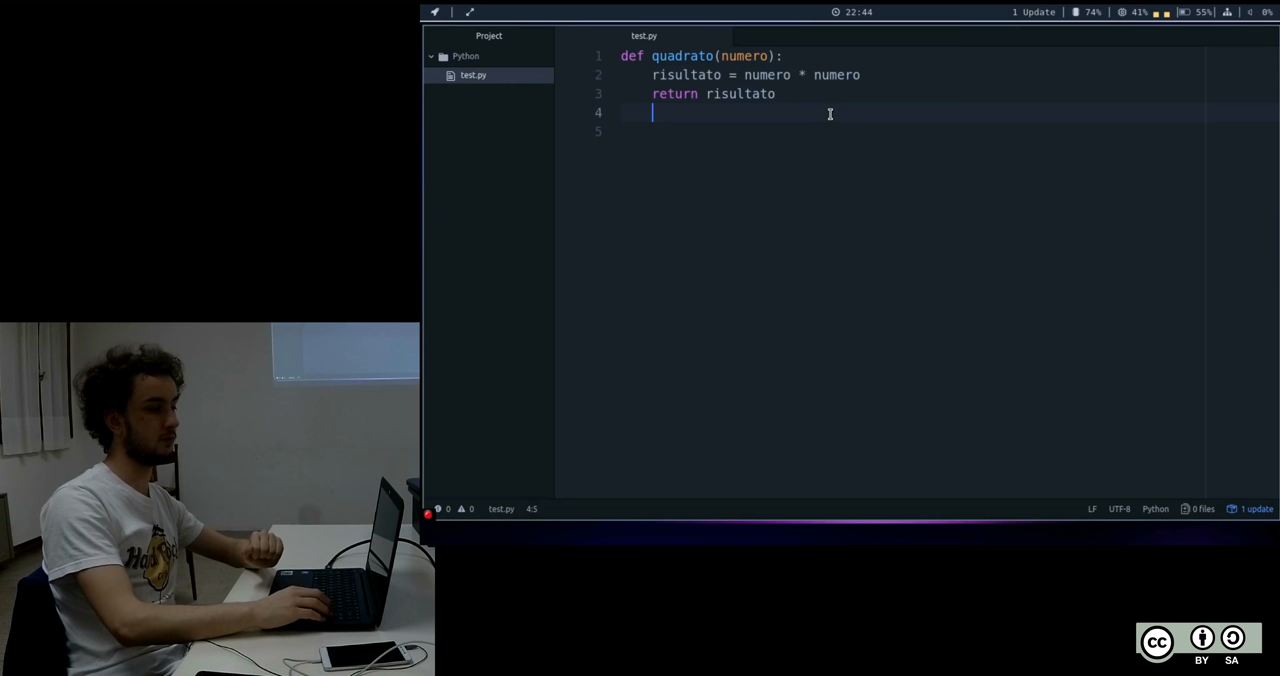 22:44 1 Update 74% 41% 55% 0%
Project test.py
Python
test.py
1 def quadrato(numero):
2 risultato = numero * numero
3 return risultato
4
5
0 0 test.py 4:5 LF UTF-8 Python 0 files 1 update
cc
BY SA